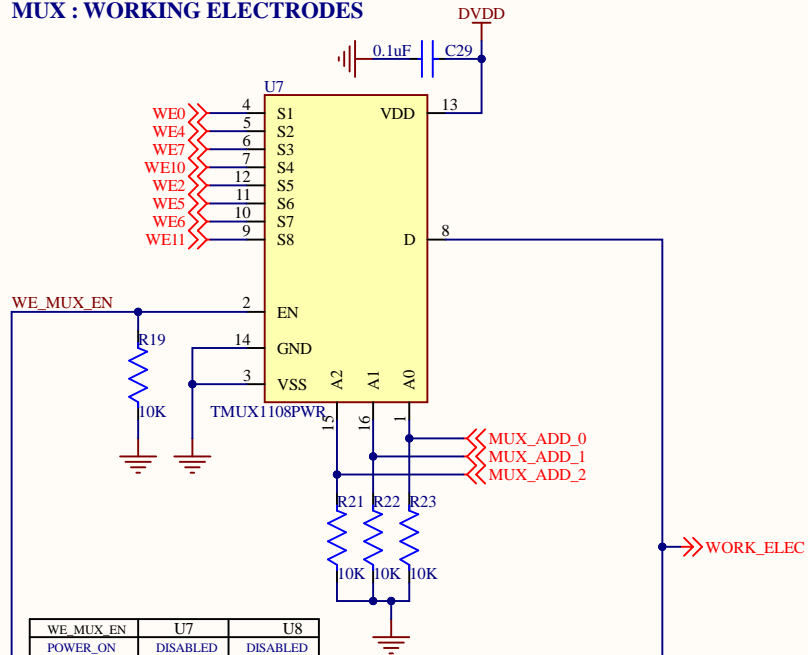 MUX : WORKING ELECTRODES
DVDD
0.1uF C29
U7
WE0 4 S1 VDD 13
WE4 5 S2
WE7 6 S3
WE10 7 S4
WE2 12 S5
WE5 11 S6
WE6 10 S7
WE11 9 S8 D 8
WE_MUX_EN 2 EN
R19 14 GND
3 VSS A2 A1 A0
10K TMUX1108PWR 15 16 1
MUX_ADD_0
MUX_ADD_1
MUX_ADD_2
R21 R22 R23
WORK_ELEC
10K 10K 10K
WE_MUX_EN U7 U8
POWER_ON DISABLED DISABLED